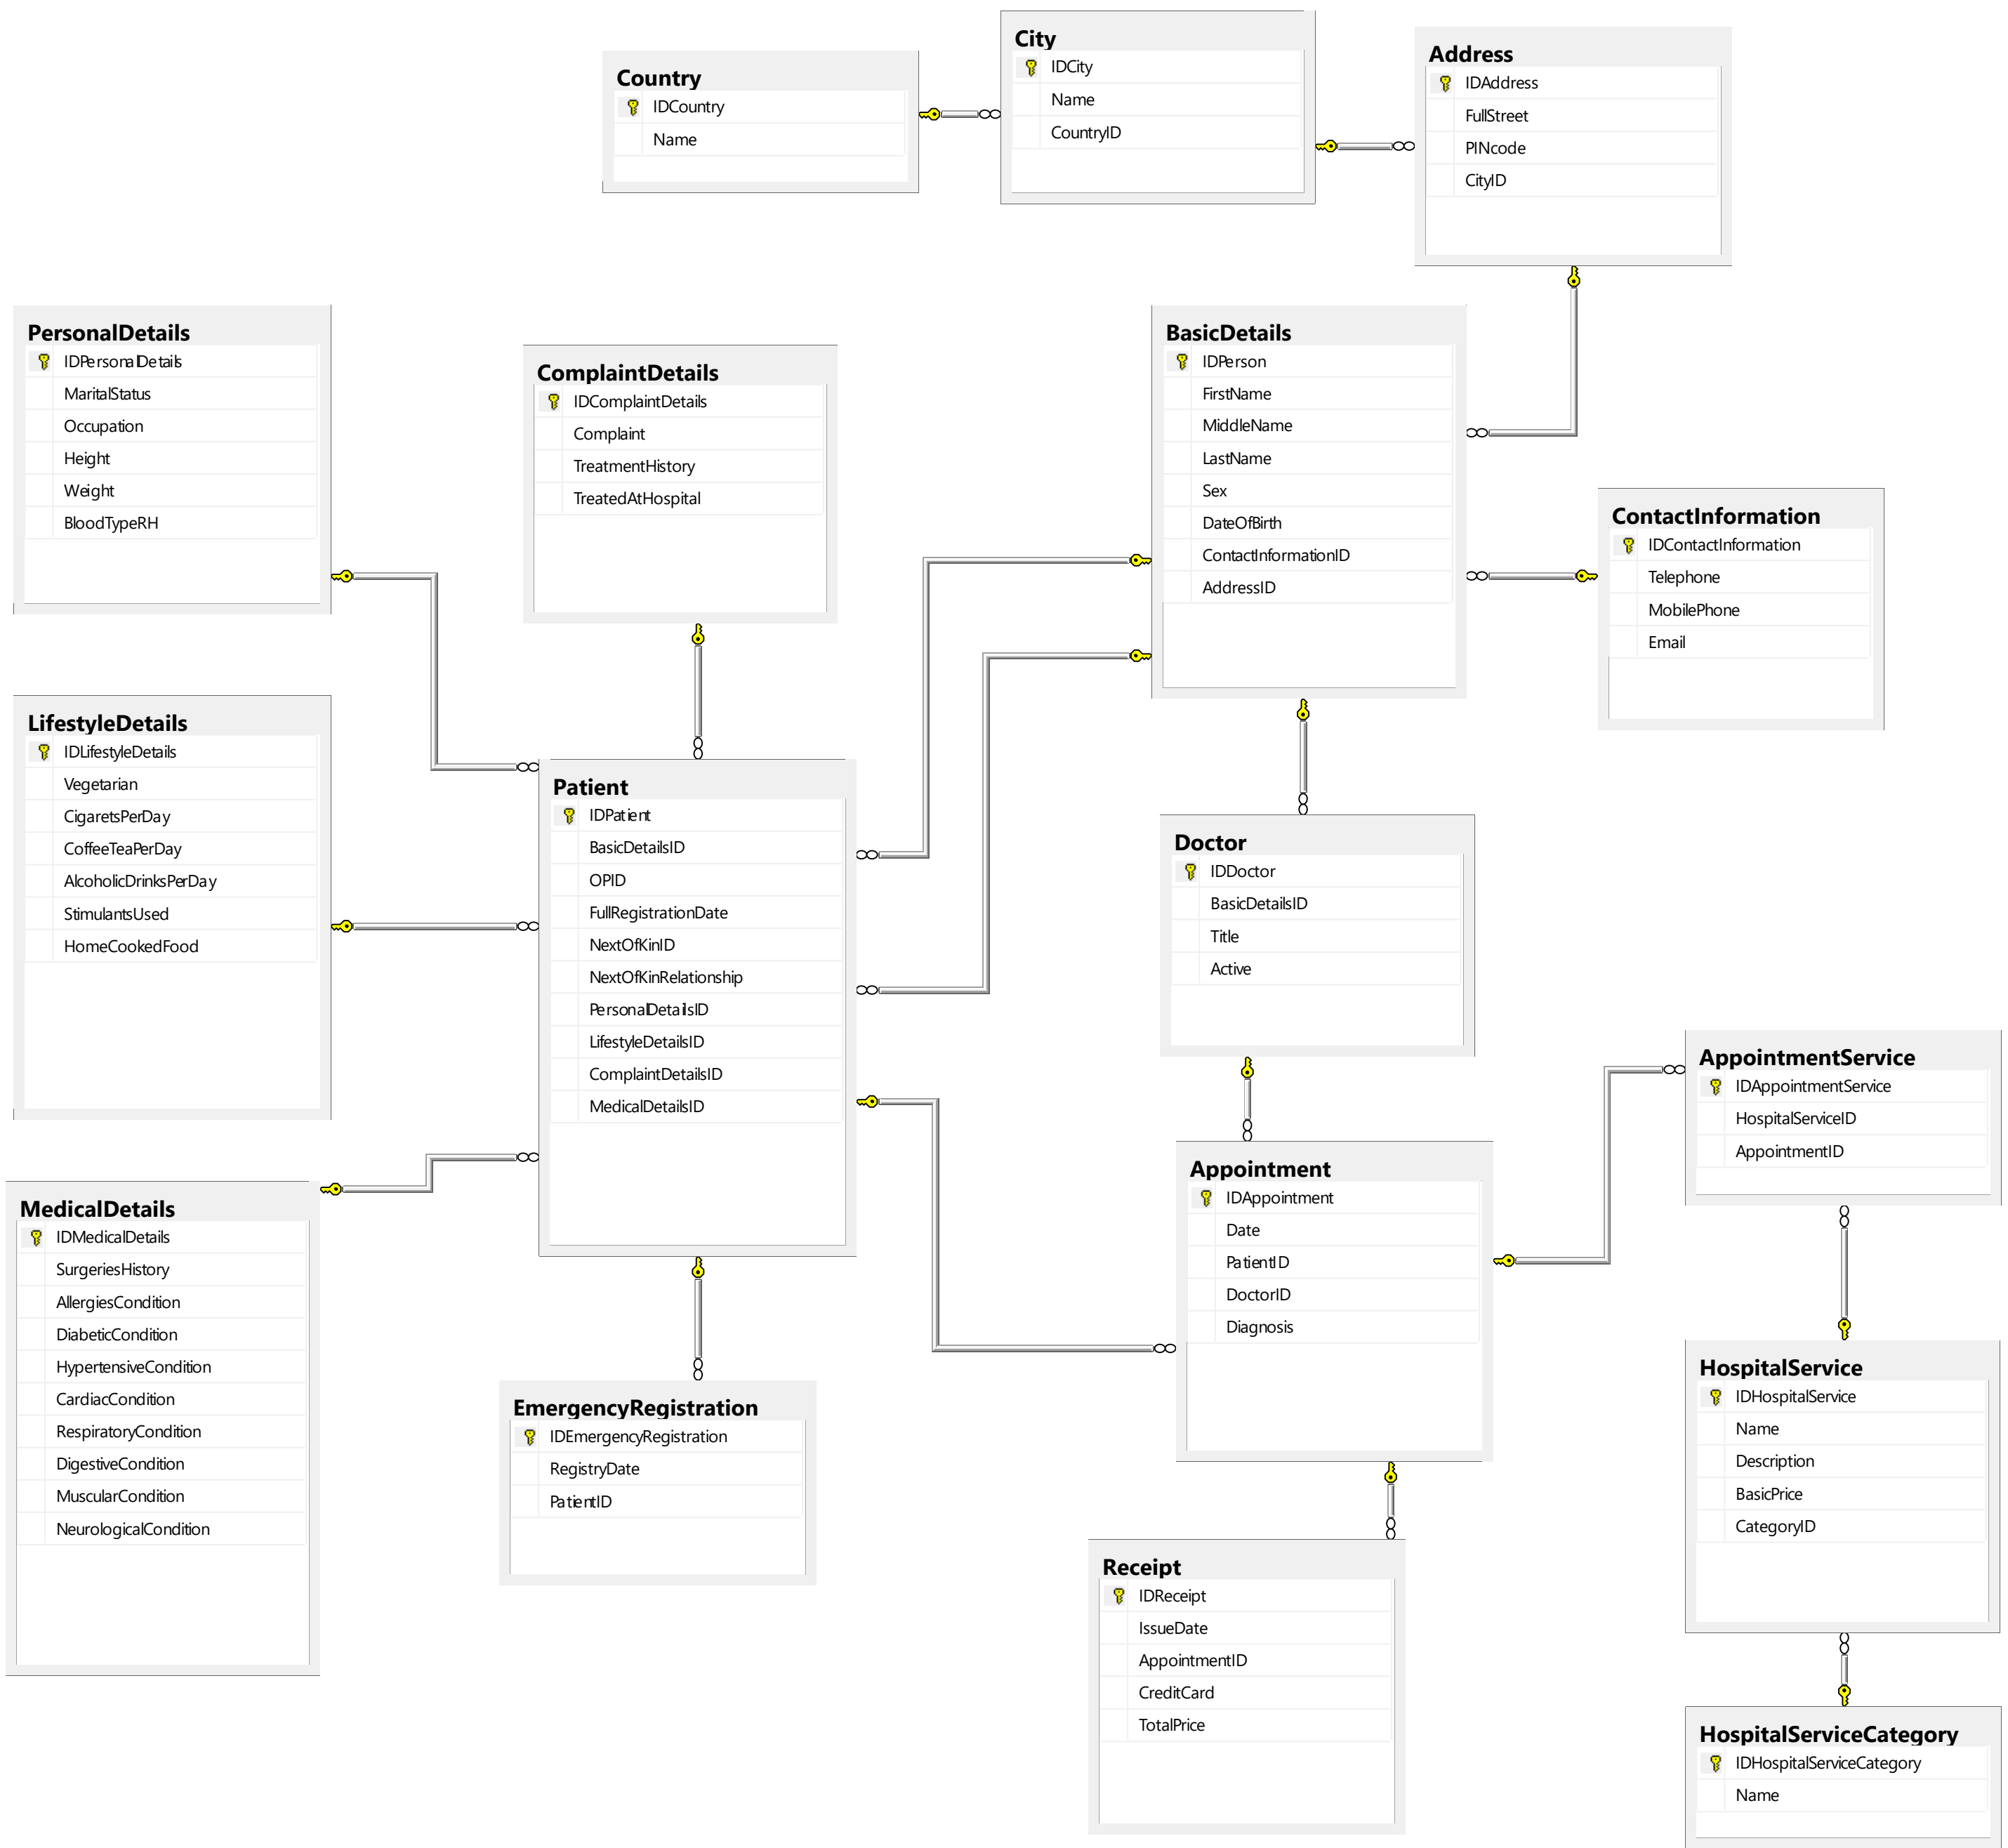 Country
IDCountry
Name
City
IDCity
Name
CountryID
Address
IDAddress
FullStreet
PINcode
CityID
PersonalDetails
IDPersonalDetails
MaritalStatus
Occupation
Height
Weight
BloodTypeRH
ComplaintDetails
IDComplaintDetails
Complaint
TreatmentHistory
TreatedAtHospital
BasicDetails
IDPerson
FirstName
MiddleName
LastName
Sex
DateOfBirth
ContactInformationID
AddressID
ContactInformation
IDContactInformation
Telephone
MobilePhone
Email
LifestyleDetails
IDLifestyleDetails
Vegetarian
CigaretsPerDay
CoffeeTeaPerDay
AlcoholicDrinksPerDay
StimulantsUsed
HomeCookedFood
Patient
IDPatient
BasicDetailsID
OPID
FullRegistrationDate
NextOfKinID
NextOfKinRelationship
PersonalDetailsID
LifestyleDetailsID
ComplaintDetailsID
MedicalDetailsID
Doctor
IDDoctor
BasicDetailsID
Title
Active
AppointmentService
IDAppointmentService
HospitalServiceID
AppointmentID
MedicalDetails
IDMedicalDetails
SurgeriesHistory
AllergiesCondition
DiabeticCondition
HypertensiveCondition
CardiacCondition
RespiratoryCondition
DigestiveCondition
MuscularCondition
NeurologicalCondition
Appointment
IDAppointment
Date
PatientID
DoctorID
Diagnosis
EmergencyRegistration
IDEmergencyRegistration
RegistryDate
PatientID
HospitalService
IDHospitalService
Name
Description
BasicPrice
CategoryID
Receipt
IDReceipt
IssueDate
AppointmentID
CreditCard
TotalPrice
HospitalServiceCategory
IDHospitalServiceCategory
Name